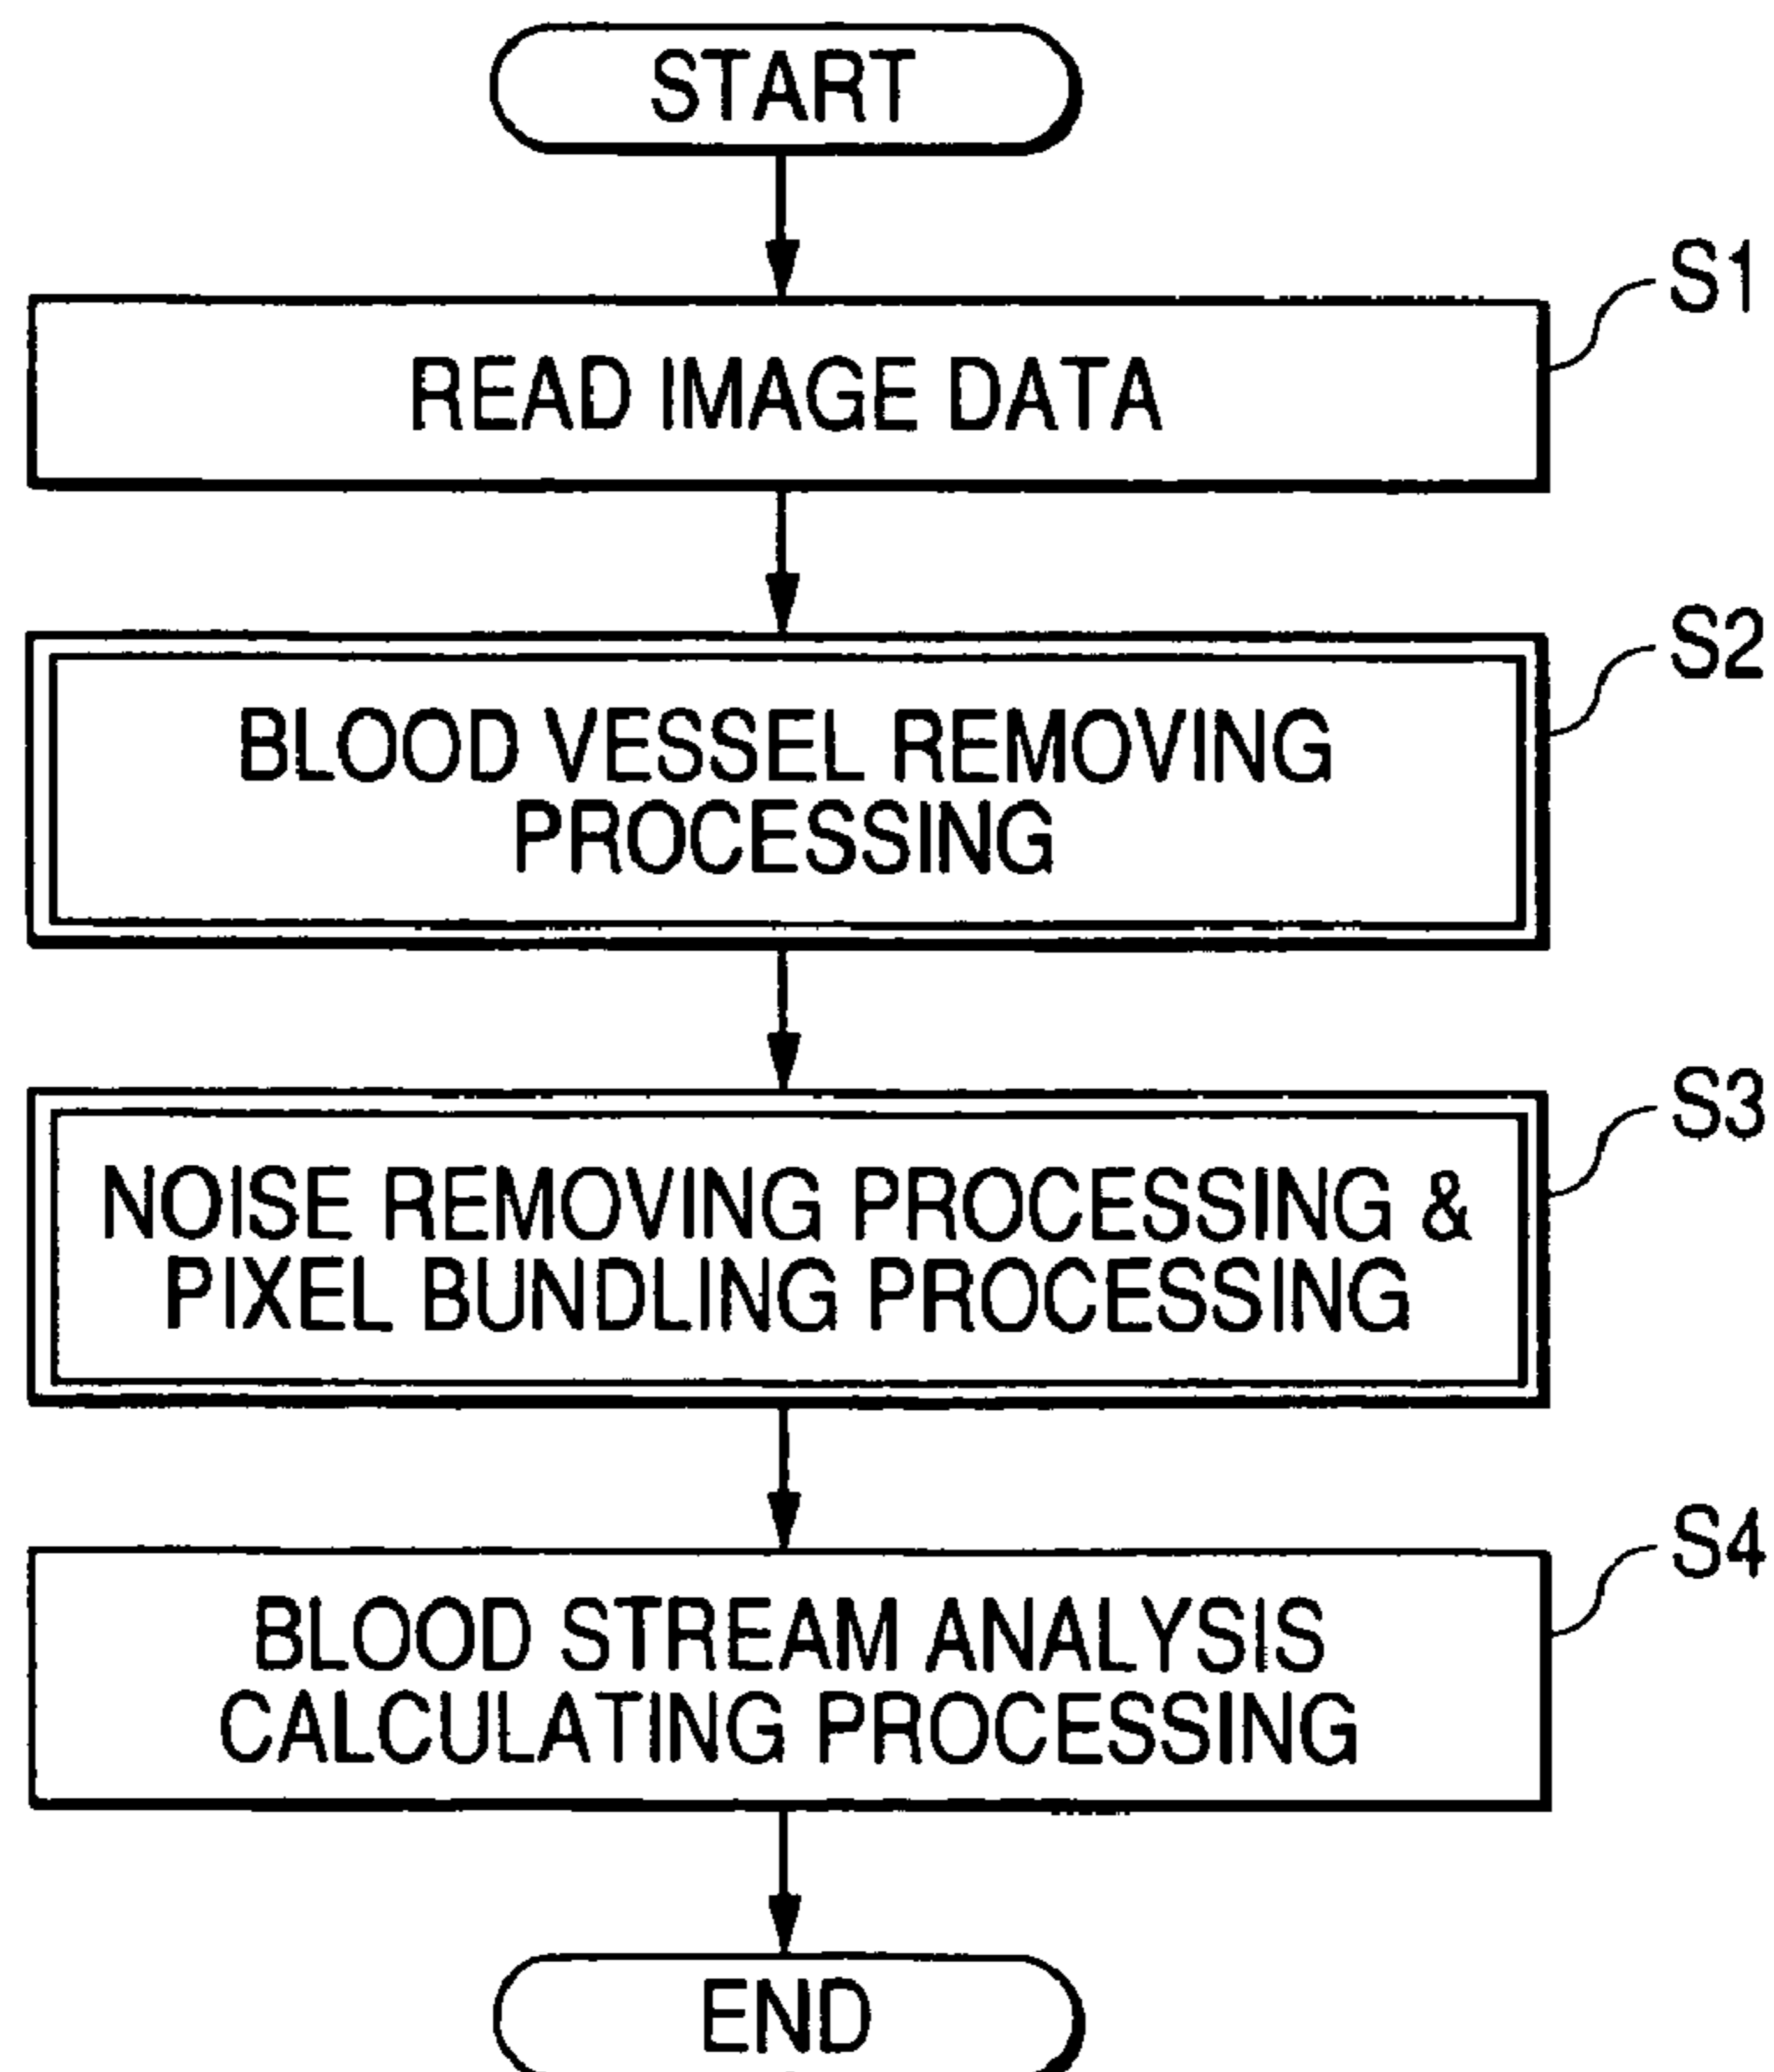 START
S1
READ IMAGE DATA
S2
BLOOD VESSEL REMOVING
PROCESSING
S3
NOISE REMOVING PROCESSING &
PIXEL BUNDLING PROCESSING
S4
BLOOD STREAM ANALYSIS
CALCULATING PROCESSING
END